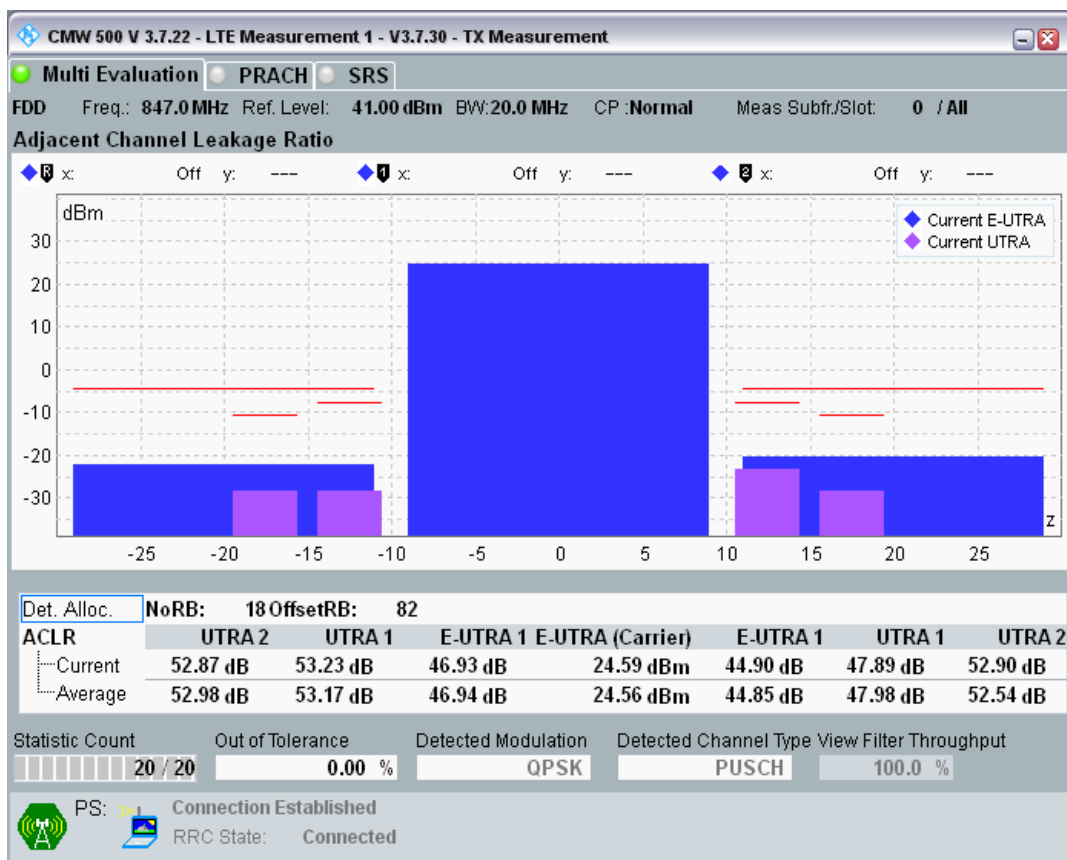 CMW 500 V 3.7.22 - LTE Measurement 1 - V3.7.30 - TX Measurement
Multi Evaluation PRACH SRS
FDD Freq.: 847.0 MHz Ref. Level: 41.00 dBm BW:20.0 MHz CP :Normal Meas Subfr./Slot: 0 / All
Adjacent Channel Leakage Ratio
R x: Off y: --- 1 x: Off y: --- 2 x: Off y: ---
dBm
Current E-UTRA
Current UTRA
30
20
10
0
-10
-20
-30
z
-25 -20 -15 -10 -5 0 5 10 15 20 25
Det. Alloc. NoRB: 18 OffsetRB: 82
ACLR UTRA 2 UTRA 1 E-UTRA 1 E-UTRA (Carrier) E-UTRA 1 UTRA 1 UTRA 2
Current 52.87 dB 53.23 dB 46.93 dB 24.59 dBm 44.90 dB 47.89 dB 52.90 dB
Average 52.98 dB 53.17 dB 46.94 dB 24.56 dBm 44.85 dB 47.98 dB 52.54 dB
Statistic Count Out of Tolerance Detected Modulation Detected Channel Type View Filter Throughput
20 / 20 0.00 % QPSK PUSCH 100.0 %
PS: Connection Established
RRC State: Connected